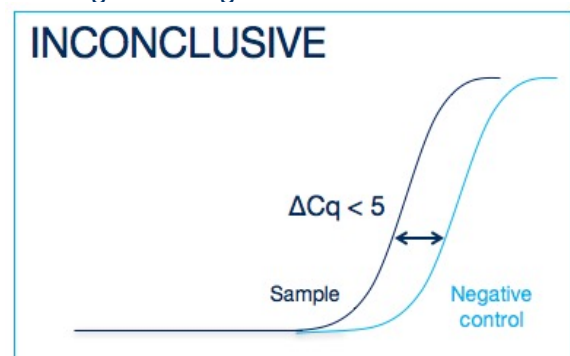 INCONCLUSIVE
ΔCq < 5
Sample
Negative
control